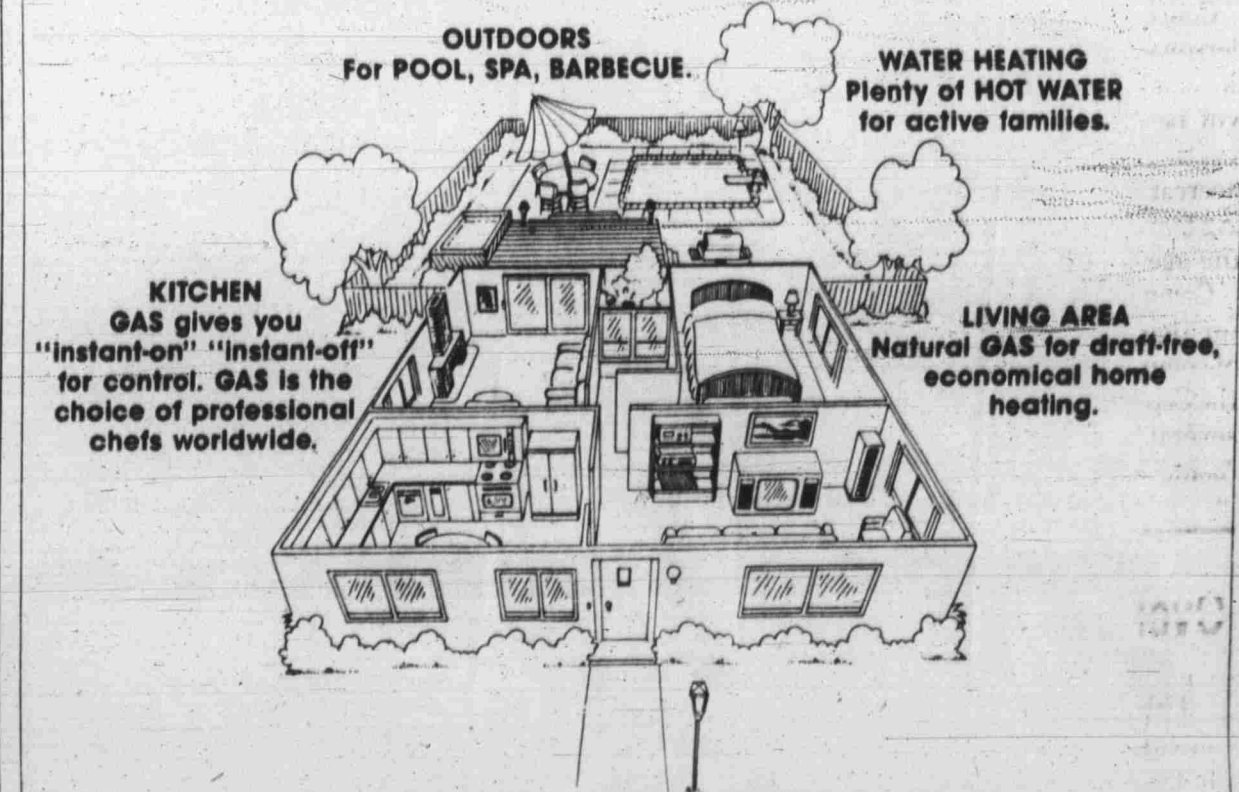 OUTDOORS
For POOL, SPA, BARBECUE.
WATER HEATING
Plenty of HOT WATER
for active families.
KITCHEN
GAS gives you
"instant-on" "instant-off"
for control. GAS is the
choice of professional
chefs worldwide.
LIVING AREA
Natural GAS for draft-free,
economical home
heating.